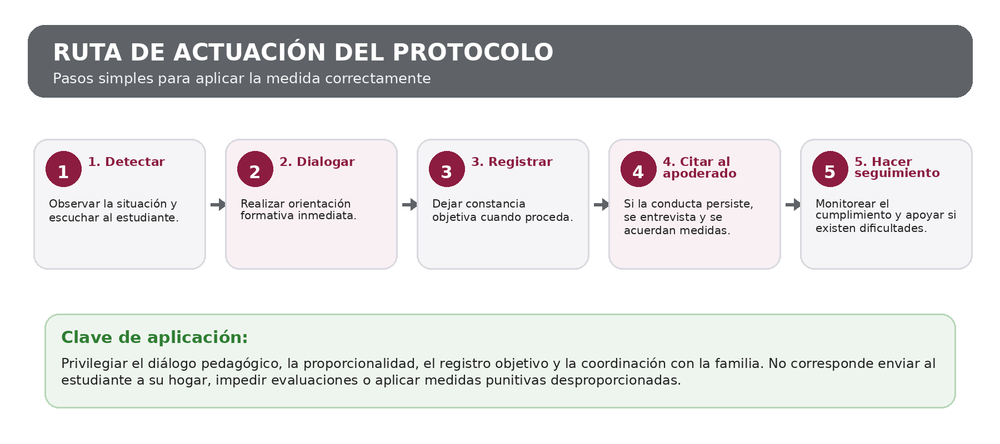 RUTA DE ACTUACIÓN DEL PROTOCOLO
Pasos simples para aplicar la medida correctamente
1
1. Detectar
Observar la situación y
escuchar al estudiante.
2
2. Dialogar
Realizar orientación
formativa inmediata.
3
3. Registrar
Dejar constancia
objetiva cuando proceda.
4
4. Citar al
apoderado
Si la conducta persiste,
se entrevista y se
acuerdan medidas.
5
5. Hacer
seguimiento
Monitorear el
cumplimiento y apoyar si
existen dificultades.
Clave de aplicación:
Privilegiar el diálogo pedagógico, la proporcionalidad, el registro objetivo y la coordinación con la familia. No corresponde enviar al
estudiante a su hogar, impedir evaluaciones o aplicar medidas punitivas desproporcionadas.